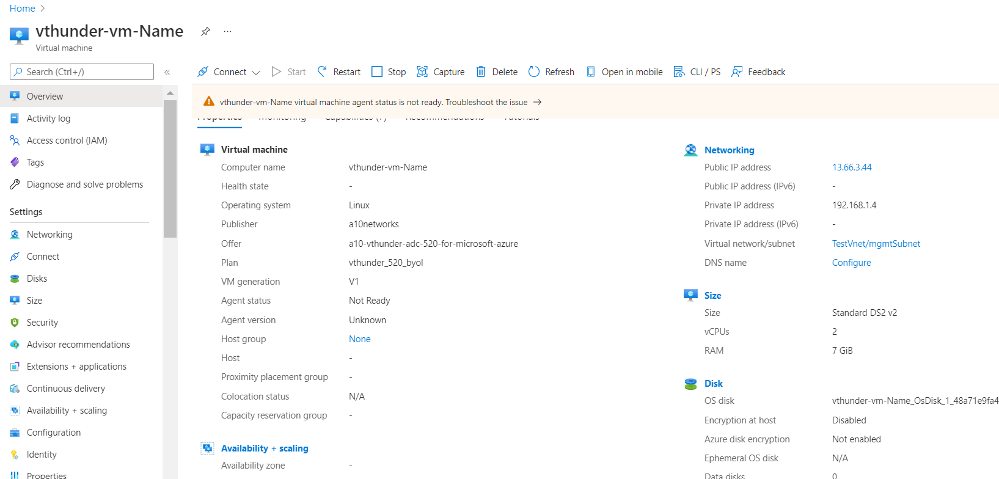 Home
vthunder-vm-Name
...
Virtual machine
Search (Ctrl+/)
«
Connect
Start
Restart
Stop
Capture
Delete
Refresh
Open in mobile
CLI / PS
Feedback
vthunder-vm-Name virtual machine agent status is not ready. Troubleshoot the issue →
Overview
Activity log
Access control (IAM)
Tags
Diagnose and solve problems
Settings
Networking
Connect
Disks
Size
Security
Advisor recommendations
Extensions + applications
Continuous delivery
Availability + scaling
Configuration
Identity
Properties
Properties Monitoring Capabilities (7) Recommendations Tutorials
Virtual machine
Computer name vthunder-vm-Name
Health state -
Operating system Linux
Publisher a10networks
Offer a10-vthunder-adc-520-for-microsoft-azure
Plan vthunder_520_byol
VM generation V1
Agent status Not Ready
Agent version Unknown
Host group None
Host -
Proximity placement group -
Colocation status N/A
Capacity reservation group -
Availability + scaling
Availability zone -
Networking
Public IP address 13.66.3.44
Public IP address (IPv6) -
Private IP address 192.168.1.4
Private IP address (IPv6) -
Virtual network/subnet TestVnet/mgmtSubnet
DNS name Configure
Size
Size Standard DS2 v2
vCPUs 2
RAM 7 GiB
Disk
OS disk vthunder-vm-Name_OsDisk_1_48a71e9fa4
Encryption at host Disabled
Azure disk encryption Not enabled
Ephemeral OS disk N/A
Data disks 0